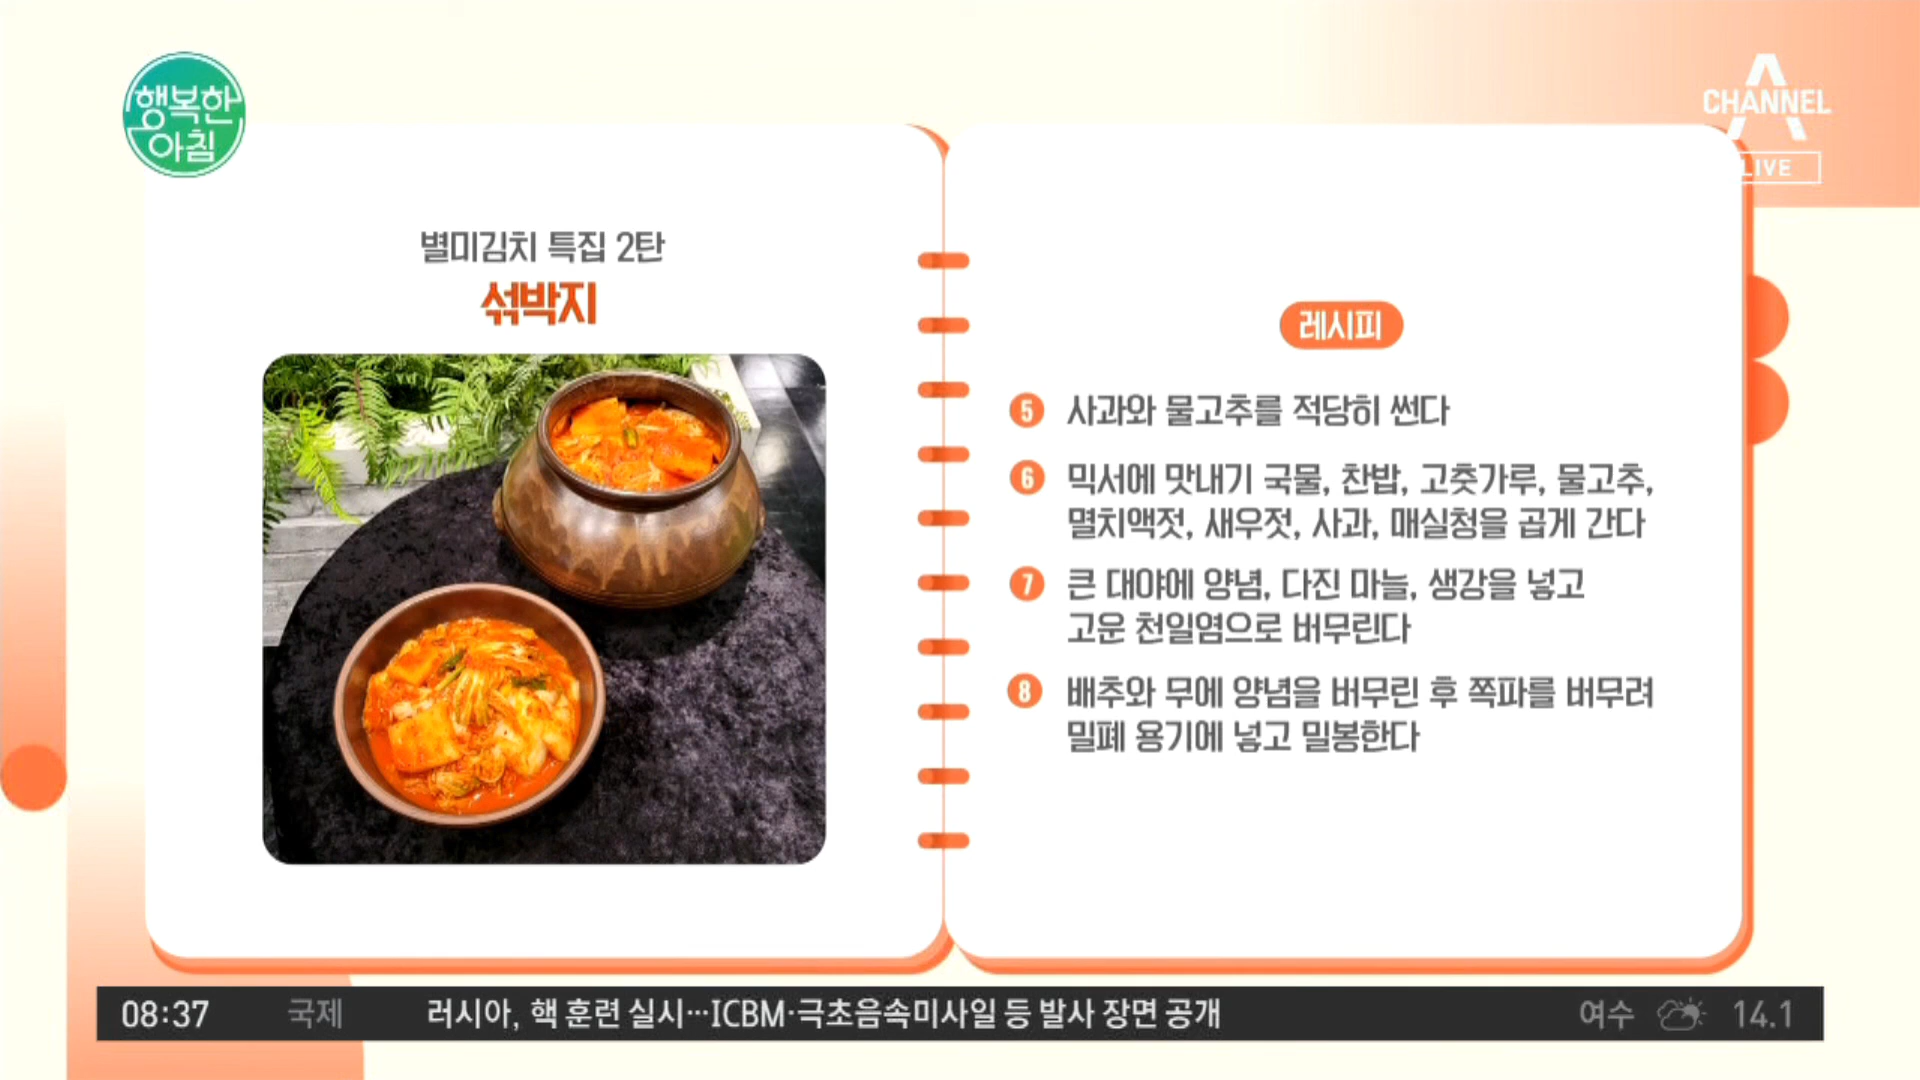 행복한
아침
CHANNEL A
LIVE
별미김치 특집 2탄
섞박지
레시피
5 사과와 물고추를 적당히 썬다
6 믹서에 맛내기 국물, 찬밥, 고춧가루, 물고추,
멸치액젓, 새우젓, 사과, 매실청을 곱게 간다
7 큰 대야에 양념, 다진 마늘, 생강을 넣고
고운 천일염으로 버무린다
8 배추와 무에 양념을 버무린 후 쪽파를 버무려
밀폐 용기에 넣고 밀봉한다
08:37 국제 러시아, 핵 훈련 실시…ICBM·극초음속미사일 등 발사 장면 공개 여수 14.1